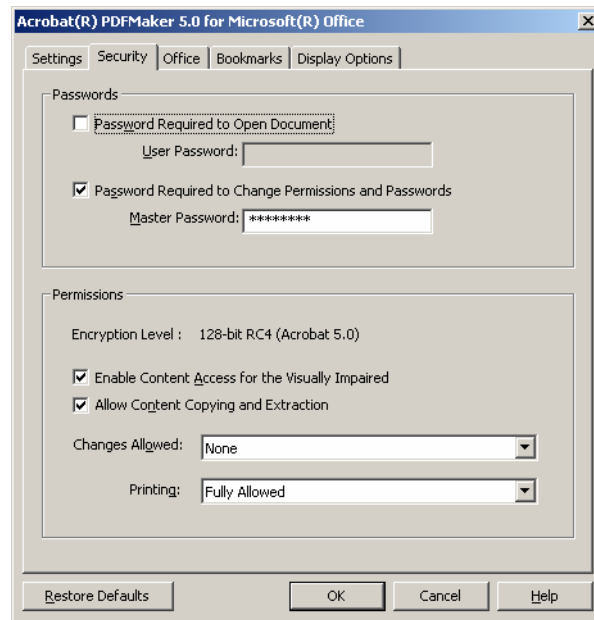 Acrobat(R) PDFMaker 5.0 for Microsoft(R) Office
Settings Security Office Bookmarks Display Options
Passwords
Password Required to Open Document
User Password:
Password Required to Change Permissions and Passwords
Master Password: ********
Permissions
Encryption Level : 128-bit RC4 (Acrobat 5.0)
Enable Content Access for the Visually Impaired
Allow Content Copying and Extraction
Changes Allowed: None
Printing: Fully Allowed
Restore Defaults OK Cancel Help